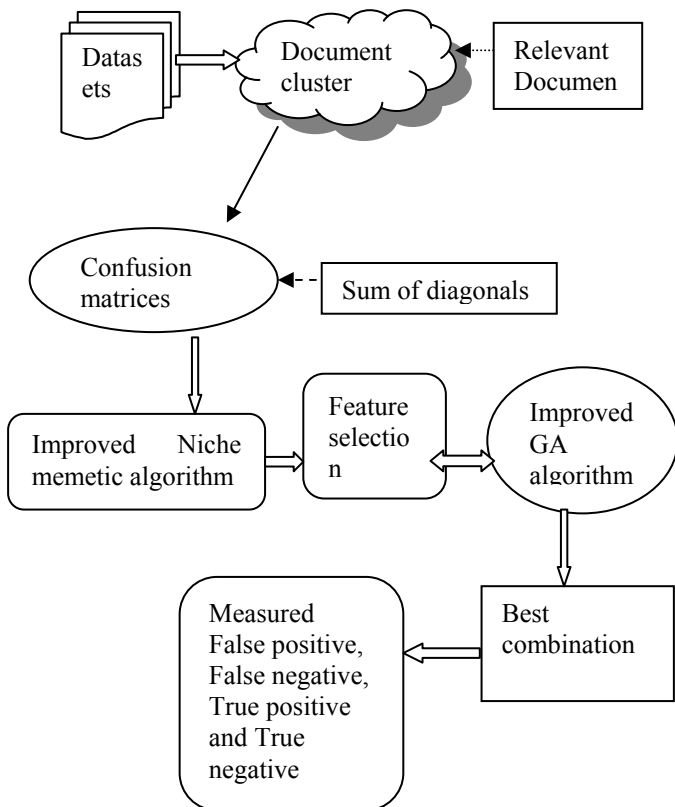 Datas
ets
Document
cluster
Relevant
Documen
Confusion
matrices
Sum of diagonals
Improved Niche
memetic algorithm
Feature
selectio
n
Improved
GA
algorithm
Best
combination
Measured
False positive,
False negative,
True positive
and True
negative